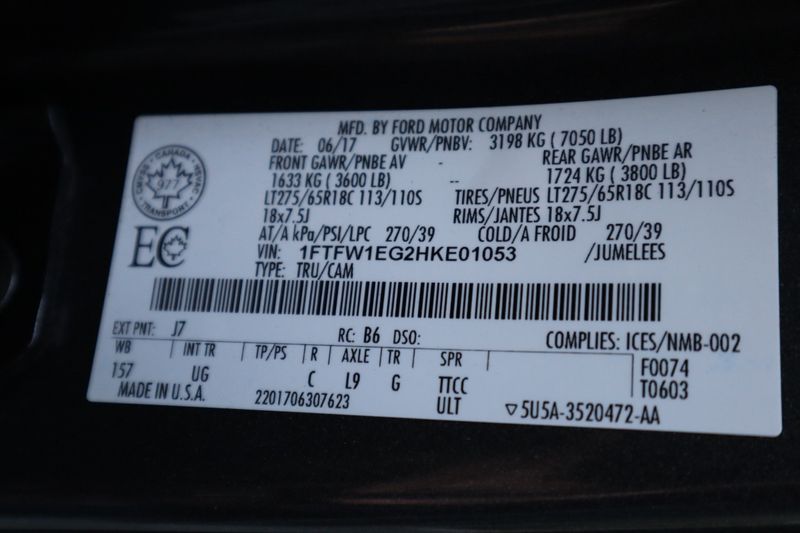 MFD. BY FORD MOTOR COMPANY
DATE: 06/17 GVWR/PNBV: 3198 KG ( 7050 LB)
FRONT GAWR/PNBE AV REAR GAWR/PNBE AR
1633 KG ( 3600 LB) -- 1724 KG ( 3800 LB)
LT275/65R18C 113/110S TIRES/PNEUS LT275/65R18C 113/110S
18x7.5J RIMS/JANTES 18x7.5J
AT/A kPa/PSI/LPC 270/39 COLD/A FROID 270/39
VIN: 1FTFW1EG2HKE01053 /JUMELEES
TYPE: TRU/CAM
CANADA
977
TRANSPORT
EC
EXT PNT: J7 RC: B6 DSO: COMPLIES: ICES/NMB-002
WB INT TR TP/PS R AXLE TR SPR F0074
157 UG C L9 G TTCC T0603
MADE IN U.S.A. 2201706307623 ULT ▽5U5A-3520472-AA